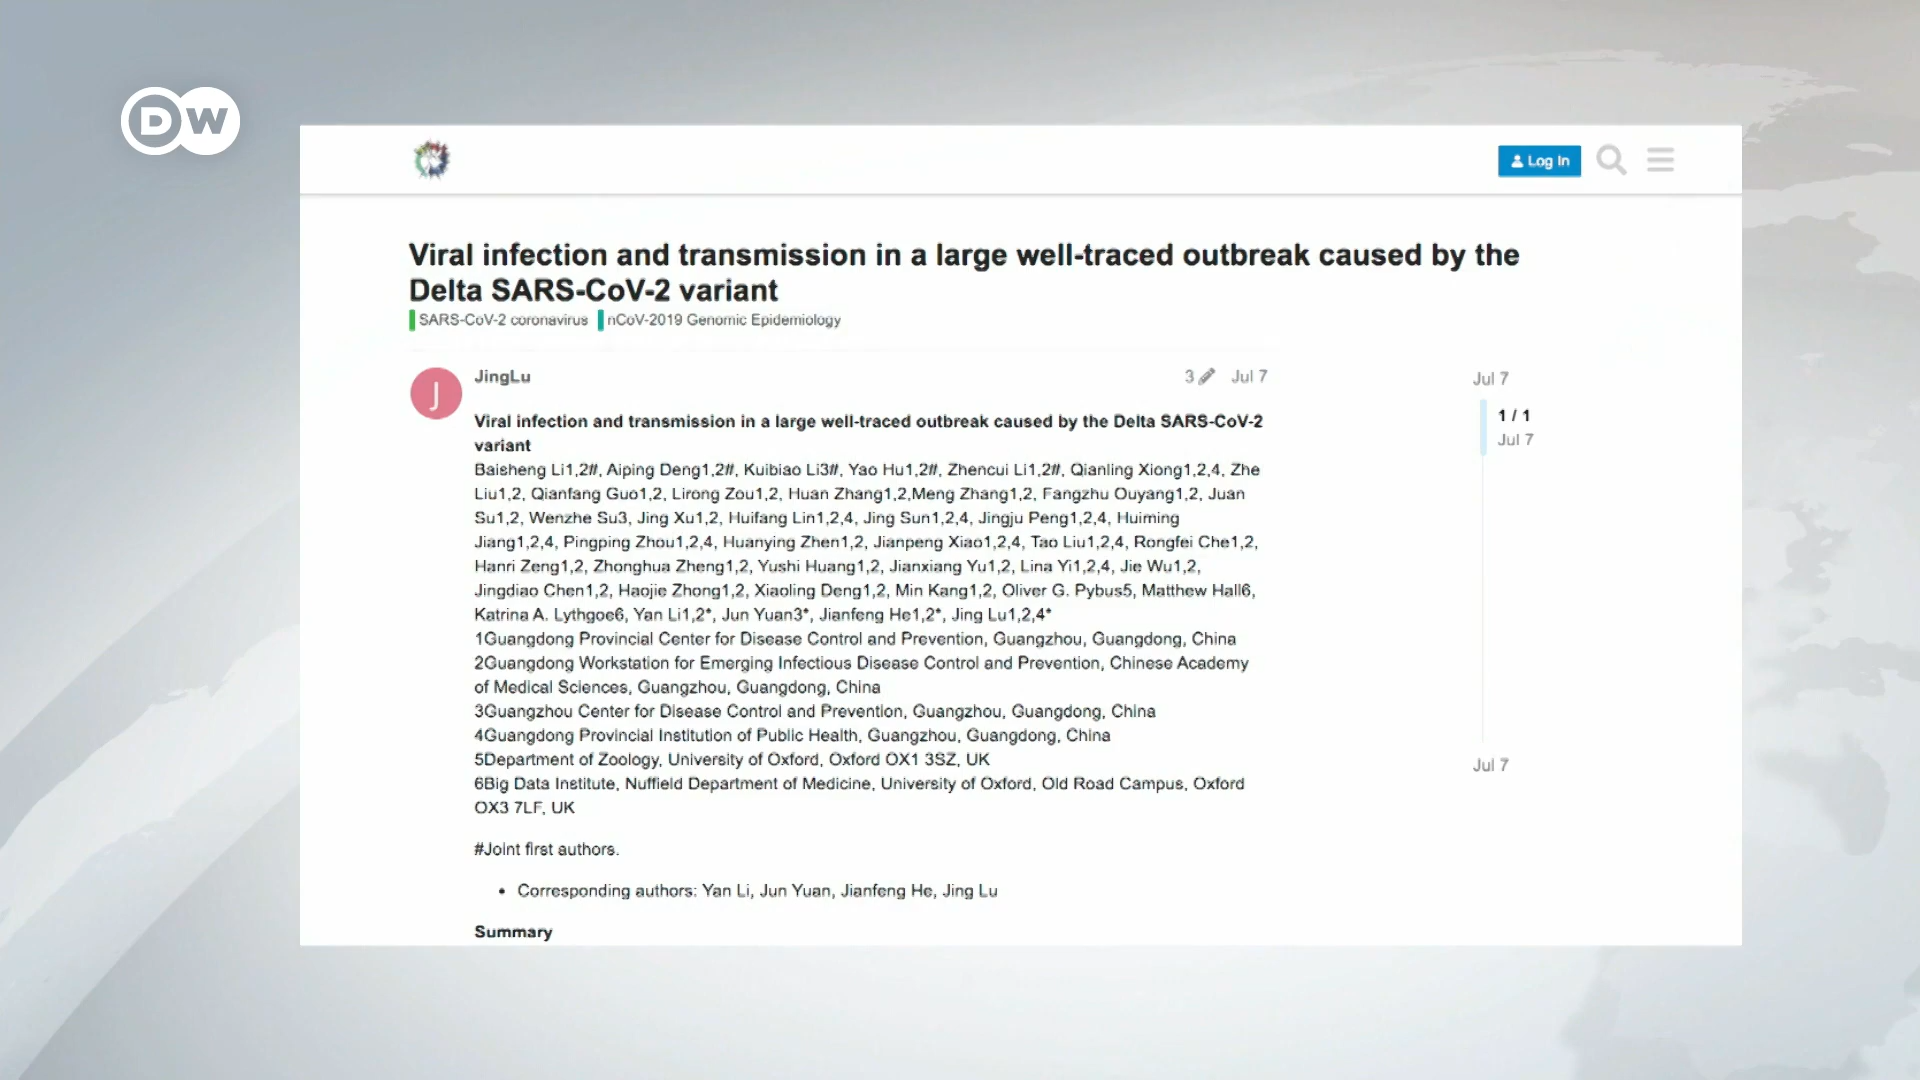 DW
Log In
Viral infection and transmission in a large well-traced outbreak caused by the
Delta SARS-CoV-2 variant
SARS-CoV-2 coronavirus nCoV-2019 Genomic Epidemiology
J
JingLu
3 Jul 7
Jul 7
1 / 1
Jul 7
Viral infection and transmission in a large well-traced outbreak caused by the Delta SARS-CoV-2
variant
Baisheng Li1,2#, Aiping Deng1,2#, Kuibiao Li3#, Yao Hu1,2#, Zhencui Li1,2#, Qianling Xiong1,2,4, Zhe
Liu1,2, Qianfang Guo1,2, Lirong Zou1,2, Huan Zhang1,2,Meng Zhang1,2, Fangzhu Ouyang1,2, Juan
Su1,2, Wenzhe Su3, Jing Xu1,2, Huifang Lin1,2,4, Jing Sun1,2,4, Jingju Peng1,2,4, Huiming
Jiang1,2,4, Pingping Zhou1,2,4, Huanying Zhen1,2, Jianpeng Xiao1,2,4, Tao Liu1,2,4, Rongfei Che1,2,
Hanri Zeng1,2, Zhonghua Zheng1,2, Yushi Huang1,2, Jianxiang Yu1,2, Lina Yi1,2,4, Jie Wu1,2,
Jingdiao Chen1,2, Haojie Zhong1,2, Xiaoling Deng1,2, Min Kang1,2, Oliver G. Pybus5, Matthew Hall6,
Katrina A. Lythgoe6, Yan Li1,2*, Jun Yuan3*, Jianfeng He1,2*, Jing Lu1,2,4*
1Guangdong Provincial Center for Disease Control and Prevention, Guangzhou, Guangdong, China
2Guangdong Workstation for Emerging Infectious Disease Control and Prevention, Chinese Academy
of Medical Sciences, Guangzhou, Guangdong, China
3Guangzhou Center for Disease Control and Prevention, Guangzhou, Guangdong, China
4Guangdong Provincial Institution of Public Health, Guangzhou, Guangdong, China
5Department of Zoology, University of Oxford, Oxford OX1 3SZ, UK
6Big Data Institute, Nuffield Department of Medicine, University of Oxford, Old Road Campus, Oxford
OX3 7LF, UK
Jul 7
#Joint first authors.
• Corresponding authors: Yan Li, Jun Yuan, Jianfeng He, Jing Lu
Summary